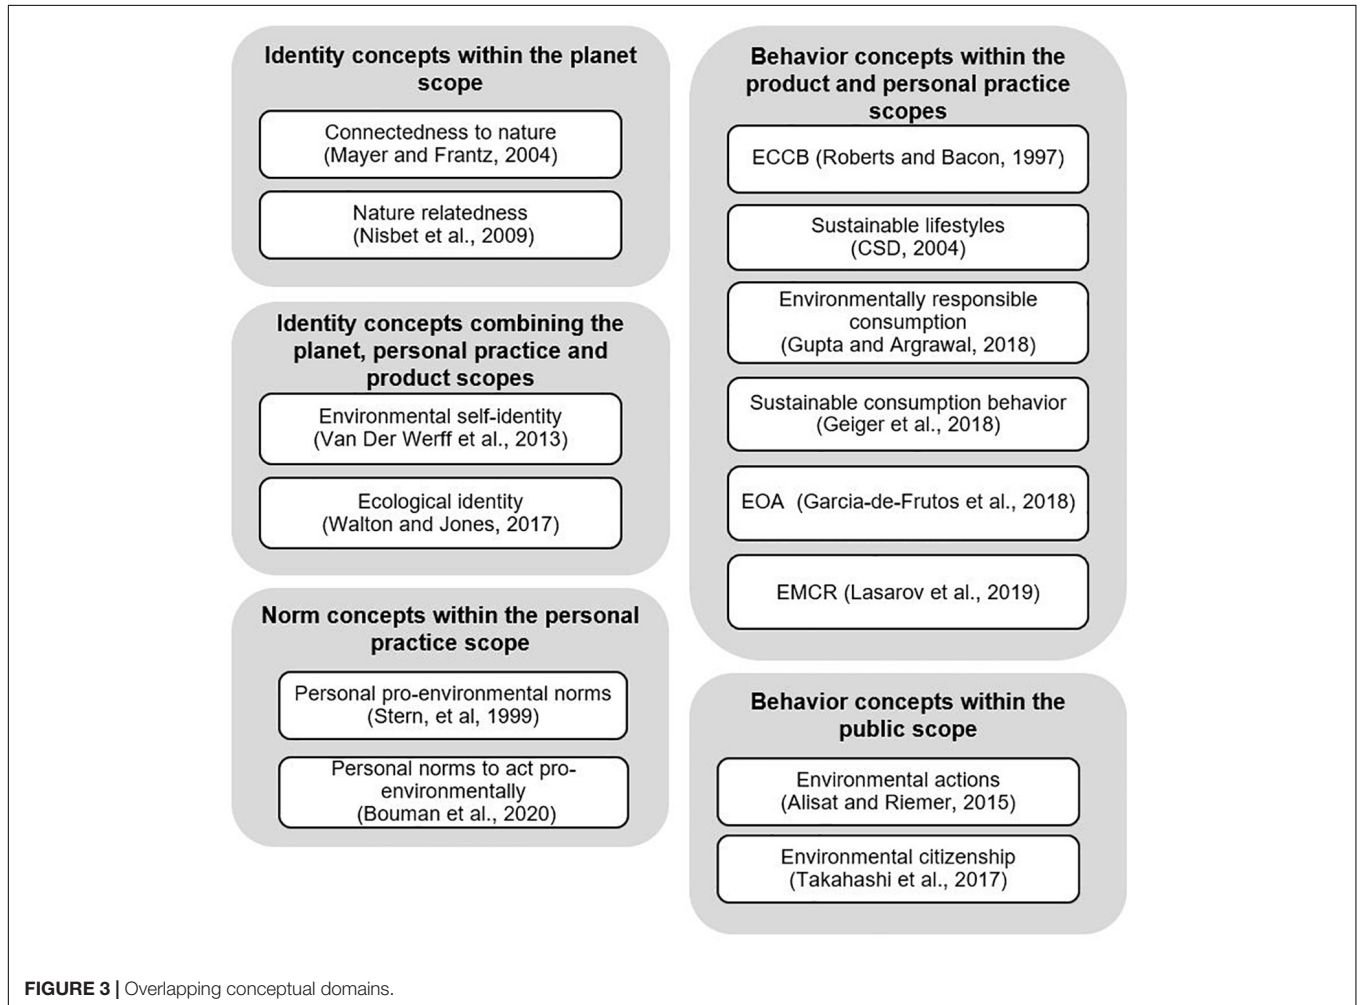 Identity concepts within the planet
scope
Connectedness to nature
(Mayer and Frantz, 2004)
Nature relatedness
(Nisbet et al., 2009)
Identity concepts combining the
planet, personal practice and
product scopes
Environmental self-identity
(Van Der Werff et al., 2013)
Ecological identity
(Walton and Jones, 2017)
Norm concepts within the personal
practice scope
Personal pro-environmental norms
(Stern, et al, 1999)
Personal norms to act pro-
environmentally
(Bouman et al., 2020)
Behavior concepts within the
product and personal practice
scopes
ECCB (Roberts and Bacon, 1997)
Sustainable lifestyles
(CSD, 2004)
Environmentally responsible
consumption
(Gupta and Argrawal, 2018)
Sustainable consumption behavior
(Geiger et al., 2018)
EOA (Garcia-de-Frutos et al., 2018)
EMCR (Lasarov et al., 2019)
Behavior concepts within the
public scope
Environmental actions
(Alisat and Riemer, 2015)
Environmental citizenship
(Takahashi et al., 2017)
FIGURE 3 | Overlapping conceptual domains.